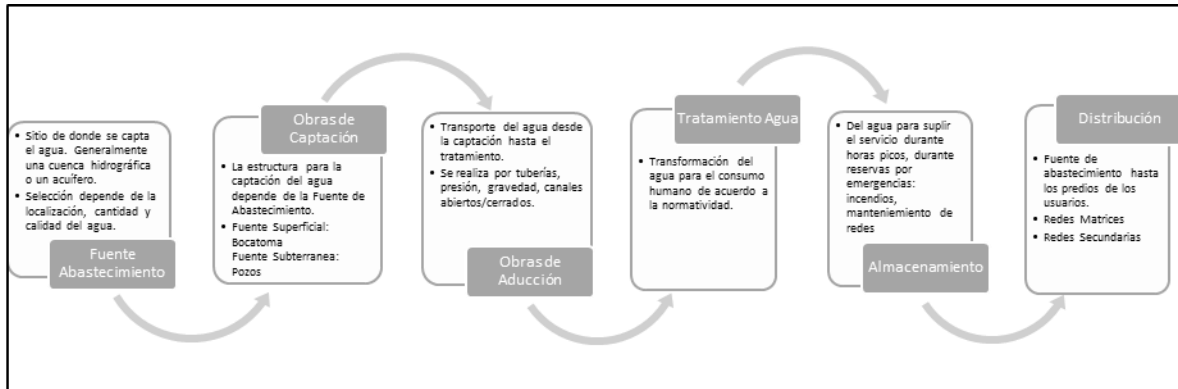 • Sitio de donde se capta
el agua. Generalmente
una cuenca hidrográfica
o un acuífero.
• Selección depende de la
localización, cantidad y
calidad del agua.
Fuente
Abastecimiento
Obras de
Captación
• La estructura para la
captación del agua
depende de la Fuente de
Abastecimiento.
• Fuente Superficial:
Bocatoma
Fuente Subterranea:
Pozos
• Transporte del agua desde
la captación hasta el
tratamiento.
• Se realiza por tuberías,
presión, gravedad, canales
abiertos/cerrados.
Obras de
Aducción
Tratamiento Agua
• Transformación del
agua para el consumo
humano de acuerdo a
la normatividad.
• Del agua para suplir
el servicio durante
horas picos, durante
reservas por
emergencias:
incendios,
manteniemiento de
redes
Almacenamiento
Distribución
• Fuente de
abastecimiento hasta
los predios de los
usuarios.
• Redes Matrices
• Redes Secundarias